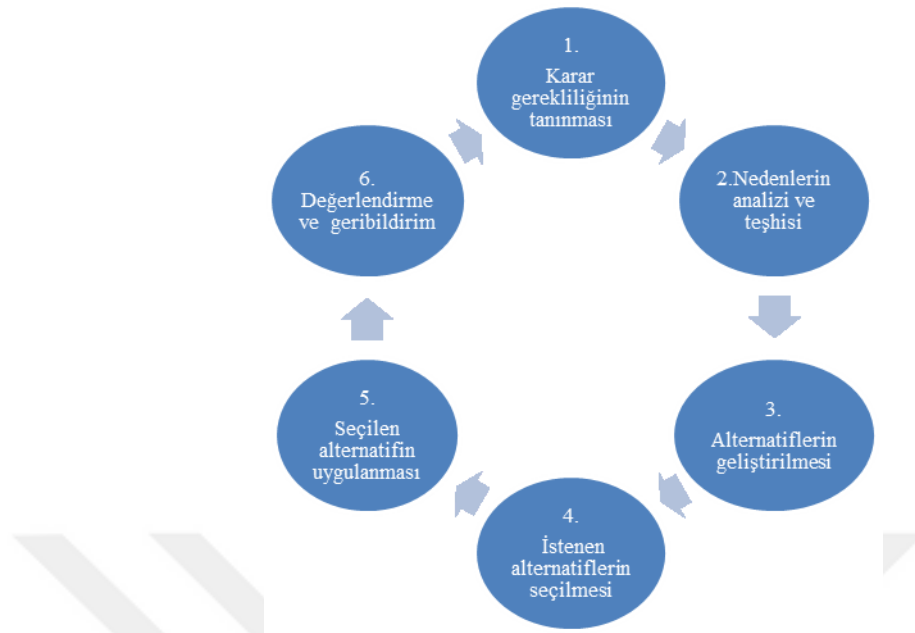 1.
Karar
gerekliliğinin
tanınması
2.Nedenlerin
analizi ve
teşhisi
3.
Alternatiflerin
geliştirilmesi
4.
İstenen
alternatiflerin
seçilmesi
5.
Seçilen
alternatifin
uygulanması
6.
Değerlendirme
ve geribildirim